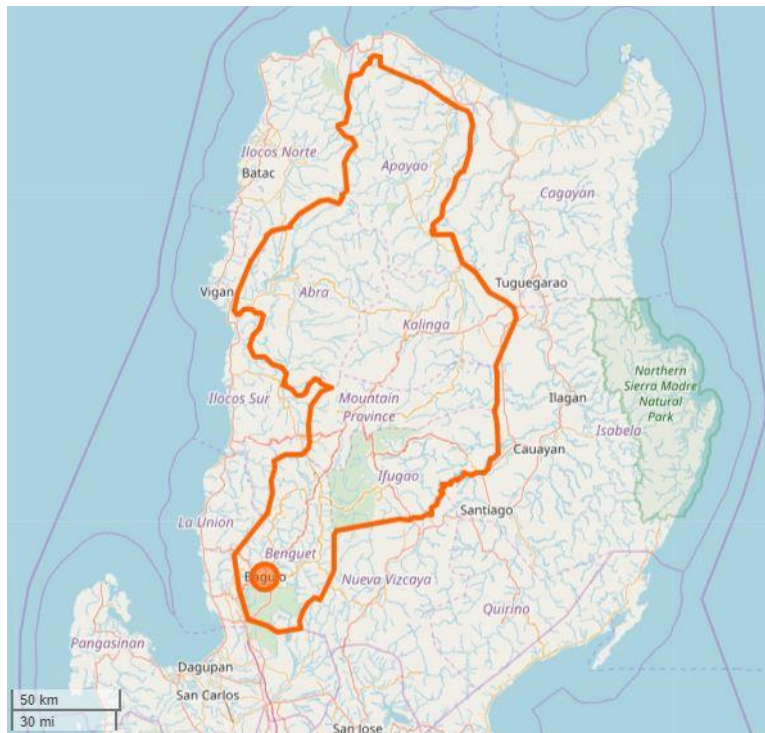 Ilocos Norte
Batac
Apayao
Cagayan
Vigan
Abra
Tuguegarao
Kalinga
Northern
Sierra Madre
Natural
Park
Ilocos Sur
Mountain
Province
Ilagan
Isabela
Cauayan
Ifugao
Santiago
La Union
Benguet
Baguio
Nueva Vizcaya
Quirino
Pangasinan
Dagupan
San Carlos
San Jose
50 km
30 mi